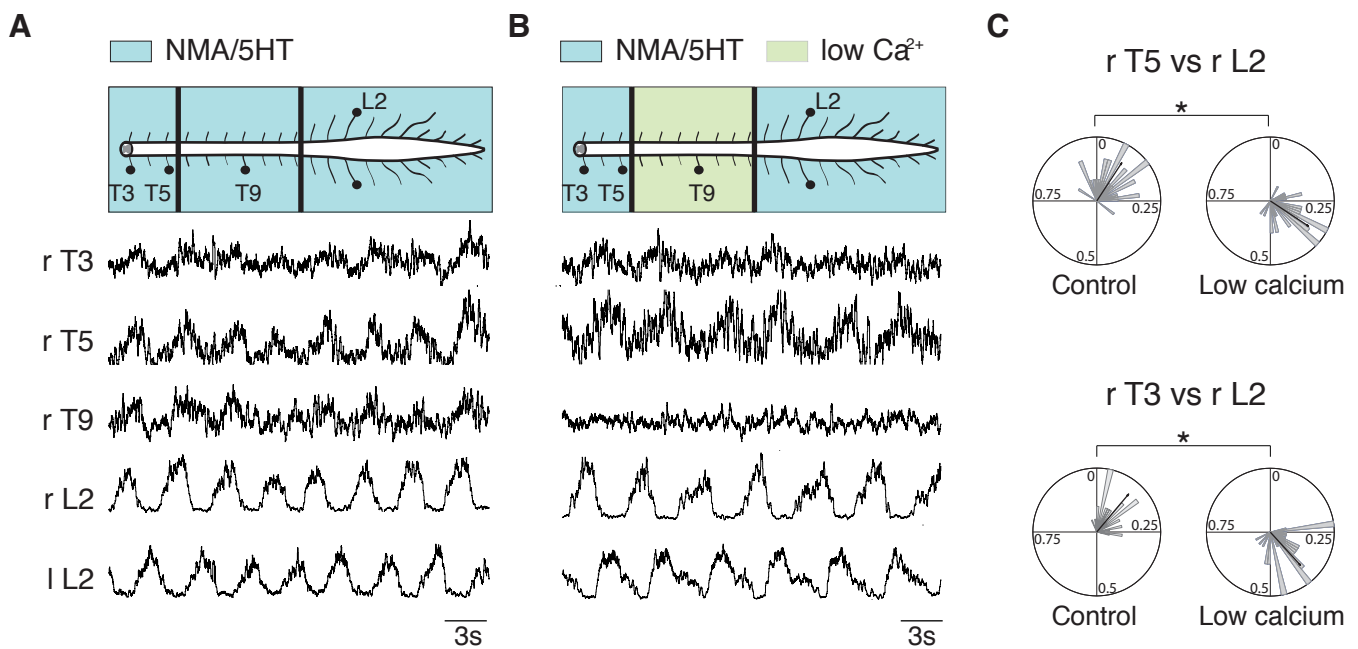 A
B
C
NMA/5HT
NMA/5HT
low Ca²⁺
r T5 vs r L2
*
L2
T3
T5
T9
L2
T3
T5
T9
0
0.75
0.25
0.5
0
0.75
0.25
0.5
Control
Low calcium
r T3
r T5
r T9
r L2
l L2
3s
3s
r T3 vs r L2
*
0
0.75
0.25
0.5
0
0.75
0.25
0.5
Control
Low calcium